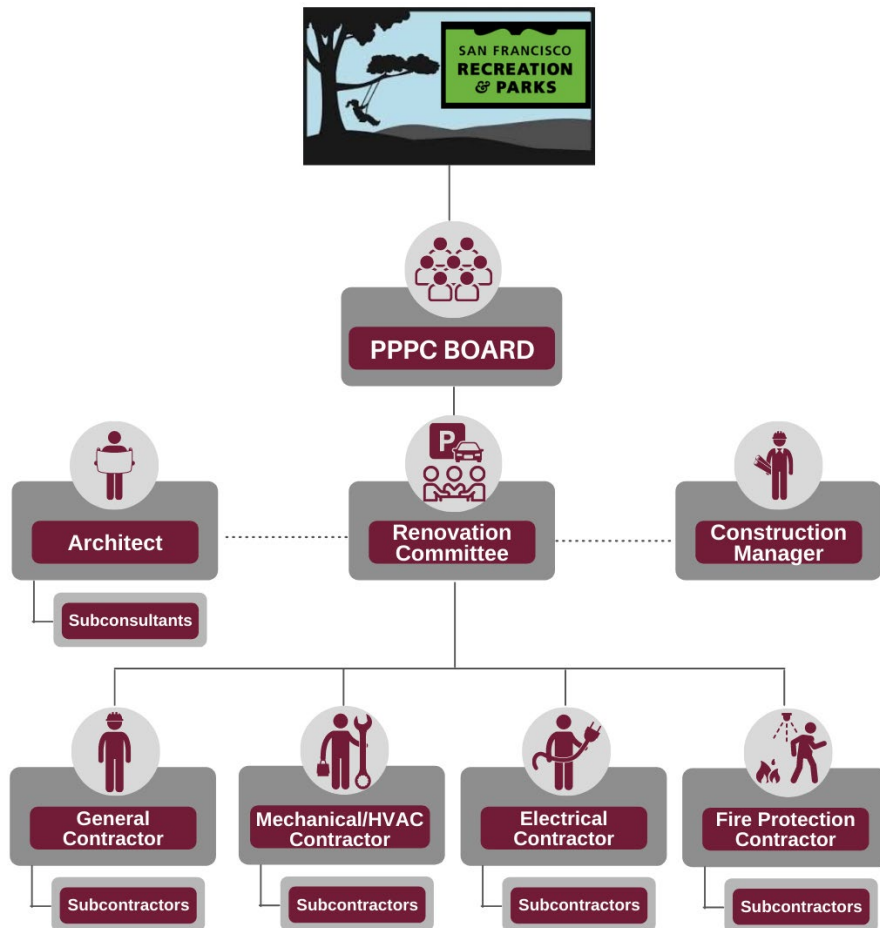 SAN FRANCISCO
RECREATION
& PARKS
PPPC BOARD
P
Architect
Renovation
Committee
Construction
Manager
Subconsultants
General
Contractor
Mechanical/HVAC
Contractor
Electrical
Contractor
Fire Protection
Contractor
Subcontractors
Subcontractors
Subcontractors
Subcontractors